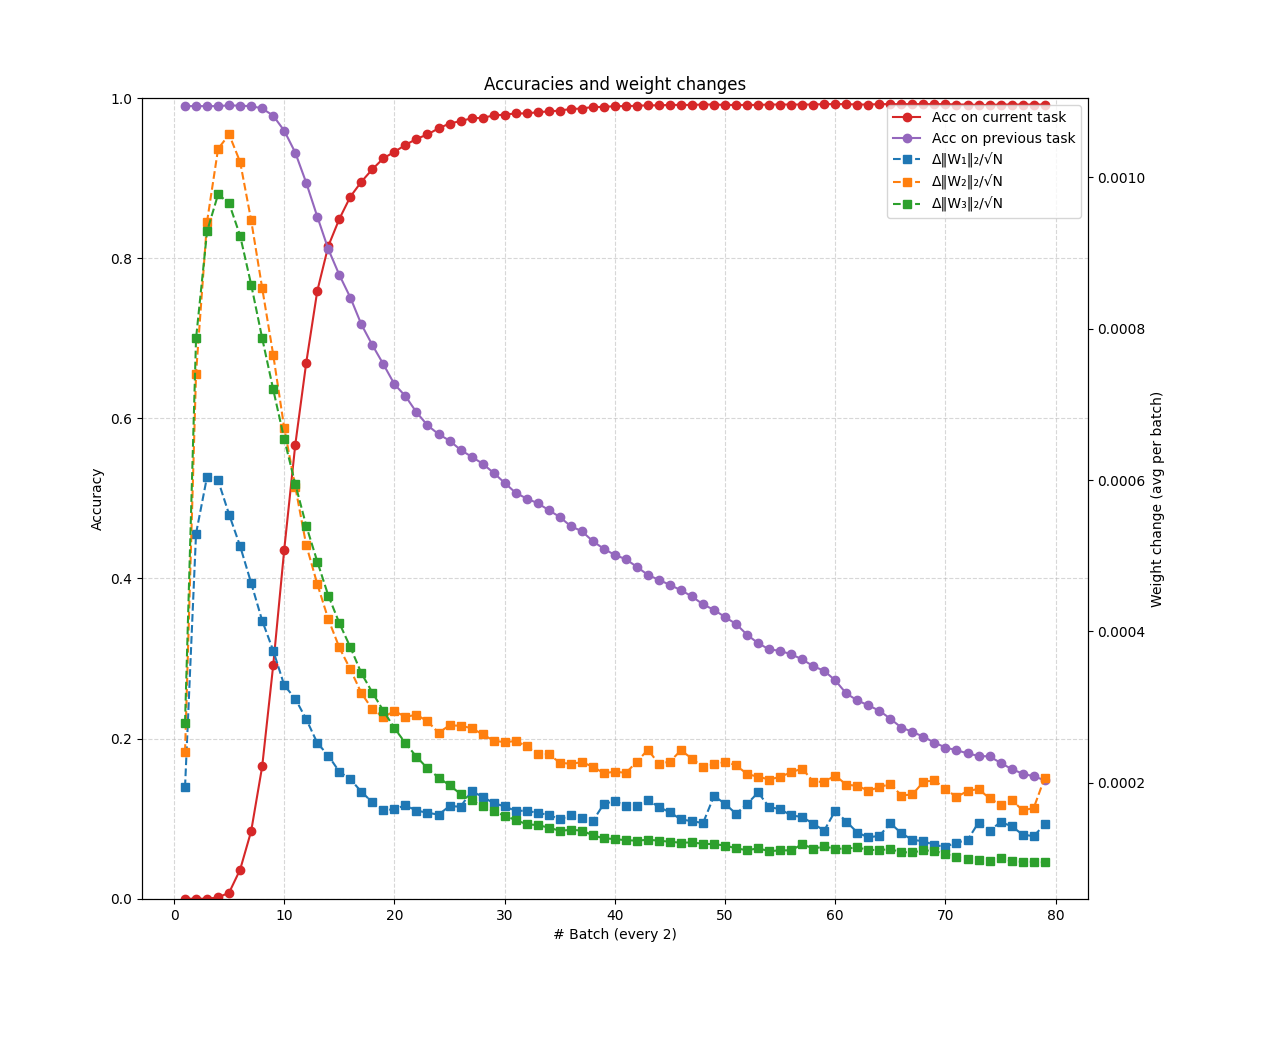 Accuracies and weight changes
1.0
0.8
0.6
0.4
0.2
0.0
Accuracy
0 10 20 30 40 50 60 70 80
# Batch (every 2)
0.0010
0.0008
0.0006
0.0004
0.0002
Weight change (avg per batch)
Acc on current task
Acc on previous task
Δ‖W₁‖₂/√N
Δ‖W₂‖₂/√N
Δ‖W₃‖₂/√N